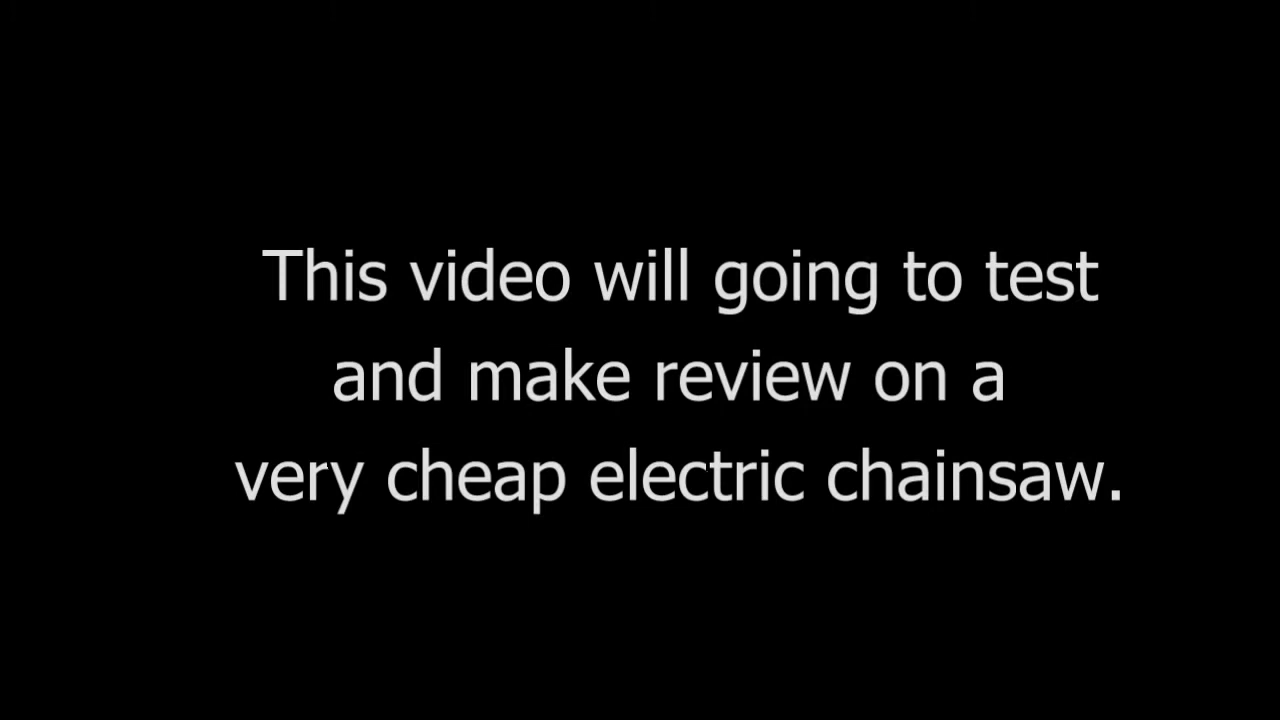 This video will going to test
and make review on a
very cheap electric chainsaw.